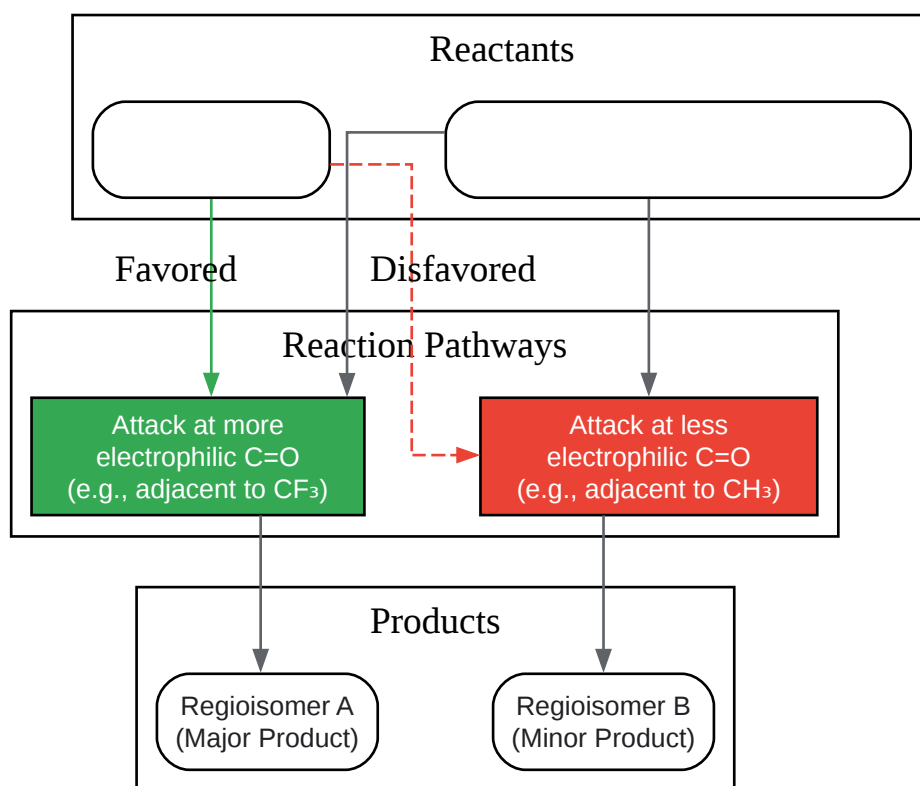 Reactants
Favored
Disfavored
Reaction Pathways
Attack at more
electrophilic C=O
(e.g., adjacent to CF₃)
Attack at less
electrophilic C=O
(e.g., adjacent to CH₃)
Products
Regioisomer A
(Major Product)
Regioisomer B
(Minor Product)